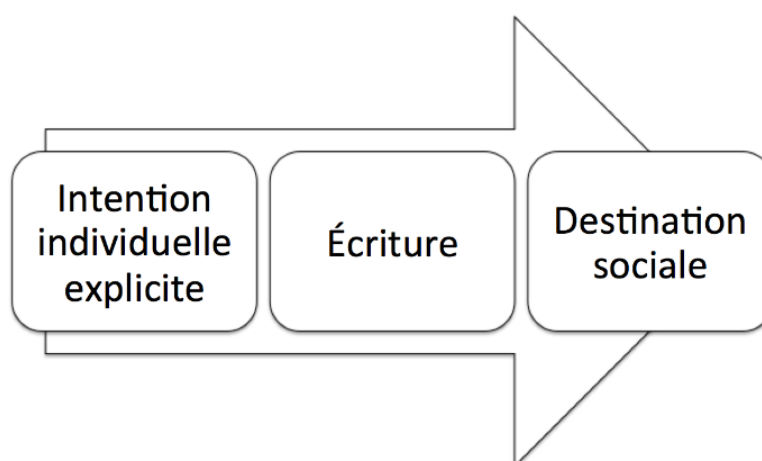 Intention
individuelle
explicite
Écriture
Destination
sociale